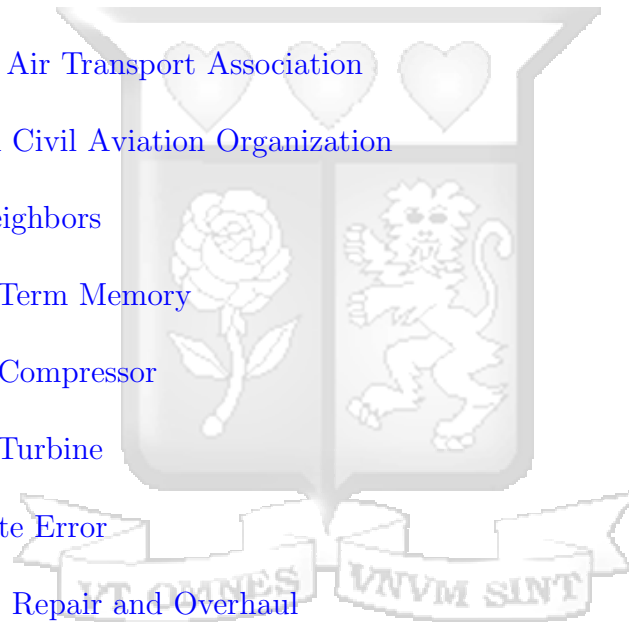 Air Transport Association
Civil Aviation Organization
eighbors
Term Memory
Compressor
Turbine
te Error
Repair and Overhaul
VT OMNES VNVM SINT